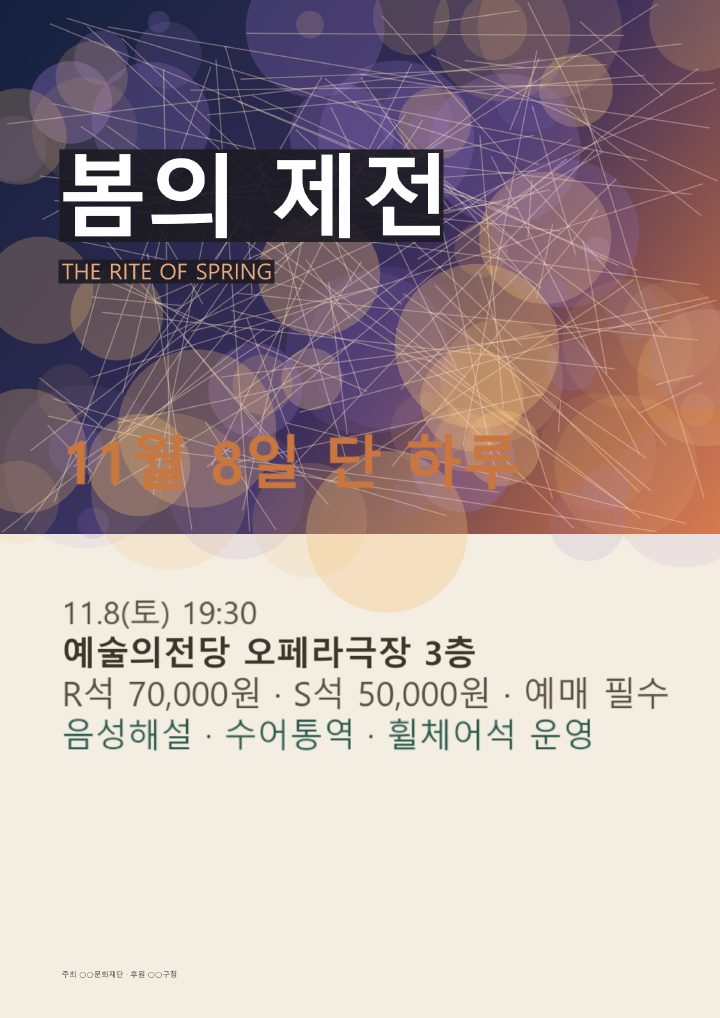 봄의 제전
THE RITE OF SPRING
11월 8일 단 하루
11.8(토) 19:30
예술의전당 오페라극장 3층
R석 70,000원 · S석 50,000원 · 예매 필수
음성해설 · 수어통역 · 휠체어석 운영
주최 ○○문화재단 · 후원 ○○구청